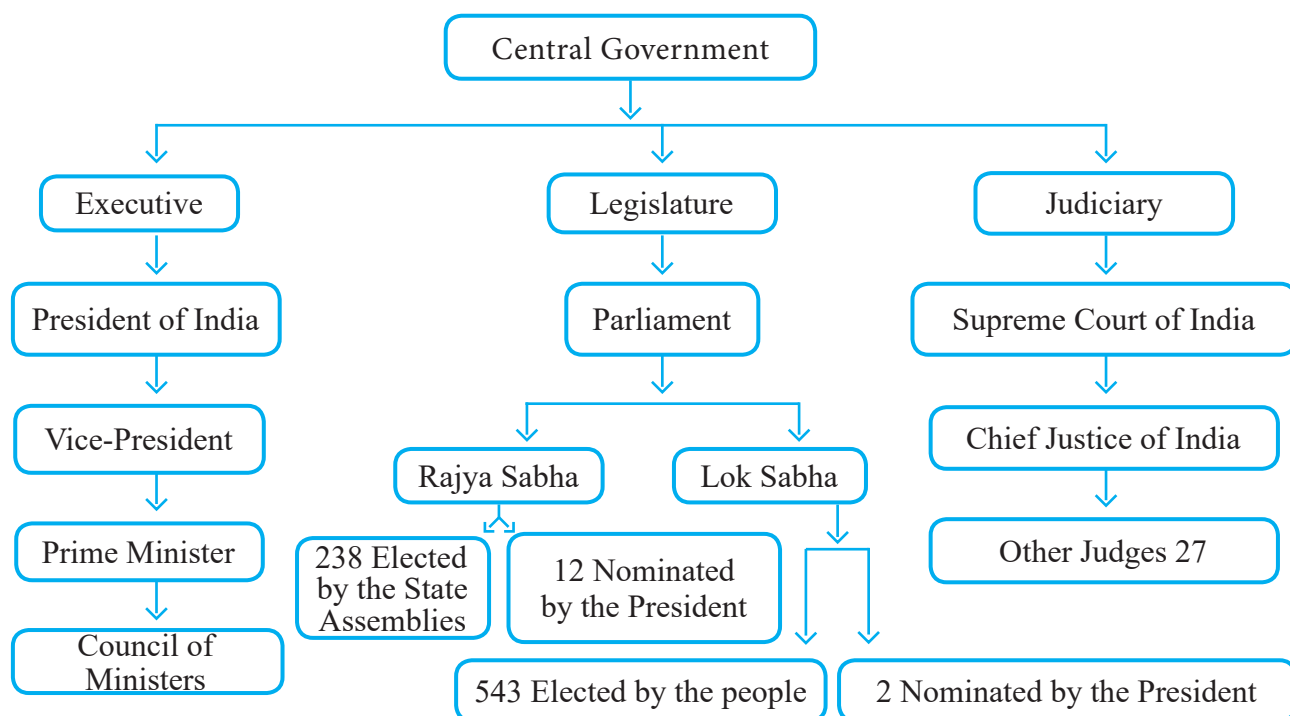 Central Government
Executive
Legislature
Judiciary
President of India
Parliament
Supreme Court of India
Vice-President
Rajya Sabha
Lok Sabha
Chief Justice of India
Prime Minister
238 Elected
by the State
Assemblies
12 Nominated
by the President
Other Judges 27
Council of
Ministers
543 Elected by the people
2 Nominated by the President